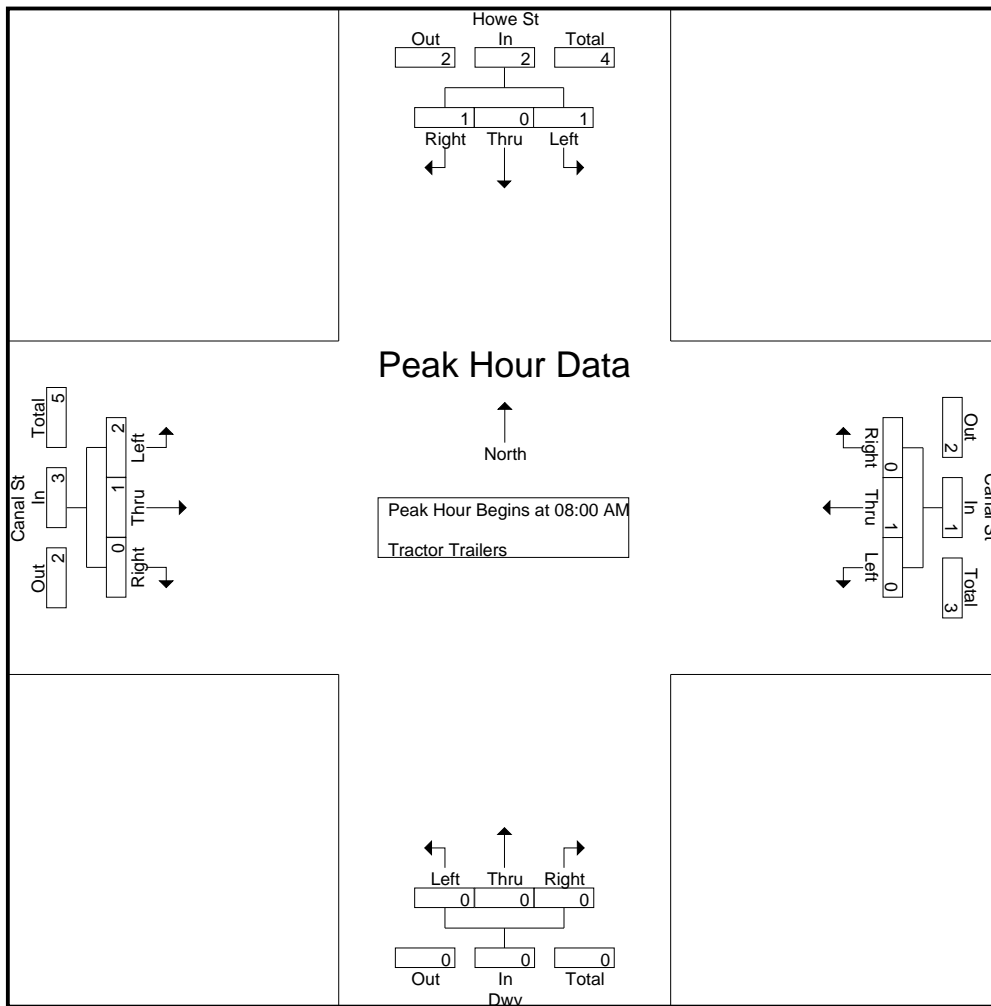 Howe St
Out In Total
2 2 4
1 0 1
Right Thru Left
Peak Hour Data
North
Peak Hour Begins at 08:00 AM
Tractor Trailers
Canal St
Total In Out
5 3 2
Left Thru Right
2 1 0
Canal St
Out In Total
2 1 3
Right Thru Left
0 1 0
Left Thru Right
0 0 0
0 0 0
Out In Total
Dwy